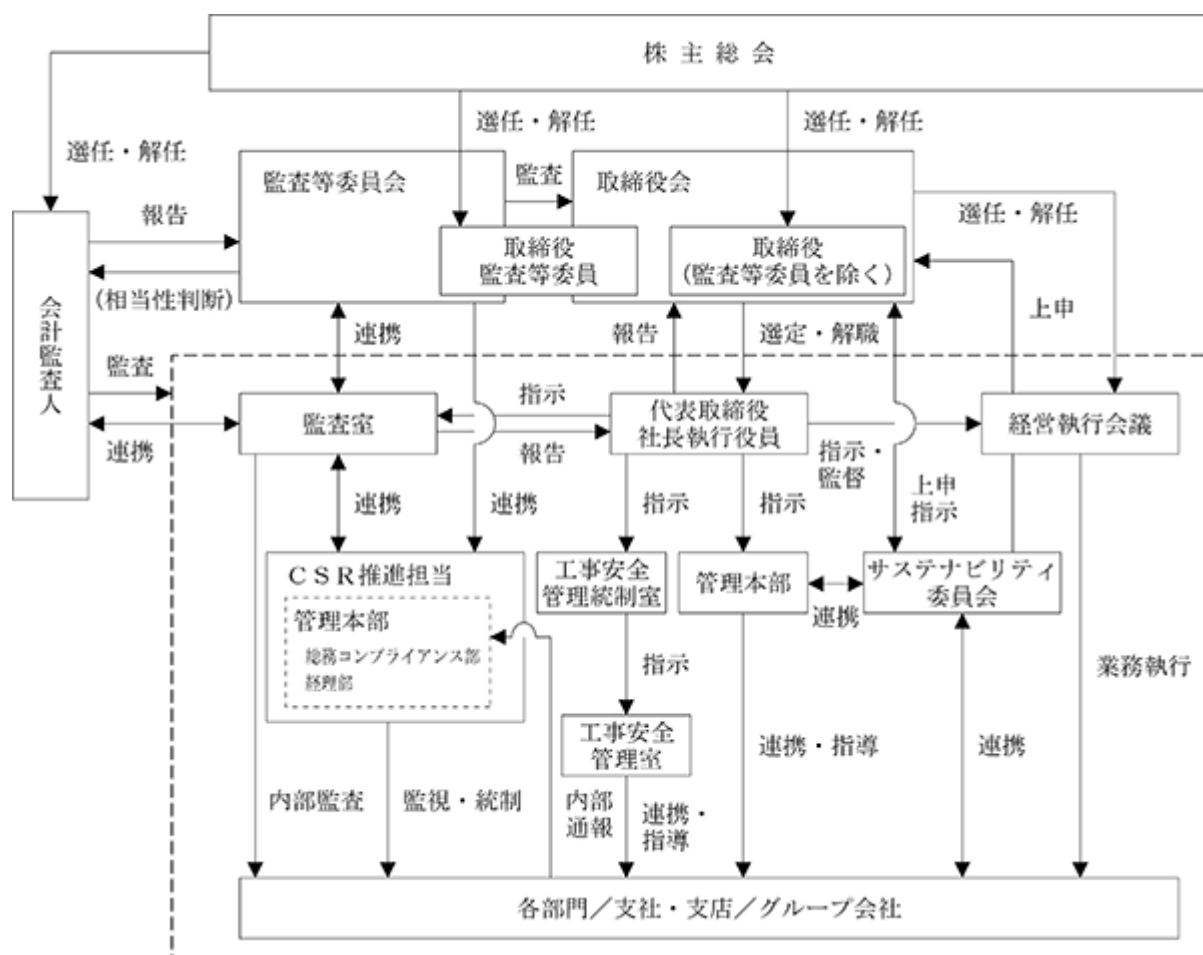 株主総会
選任・解任
選任・解任
選任・解任
監査等委員会
監査
取締役会
選任・解任
報告
取締役
監査等委員
取締役
(監査等委員を除く)
(相当性判断)
上申
会計監査人
連携
報告
選定・解職
監査
指示
監査室
代表取締役
社長執行役員
経営執行会議
連携
報告
指示・
監督
連携
連携
指示
指示
上申
指示
CSR推進担当
工事安全
管理統制室
管理本部
サステナビリティ
委員会
連携
管理本部
総務コンプライアンス部
経理部
指示
業務執行
工事安全
管理室
連携・指導
連携
内部監査
監視・統制
内部
通報
連携・
指導
各部門/支社・支店/グループ会社